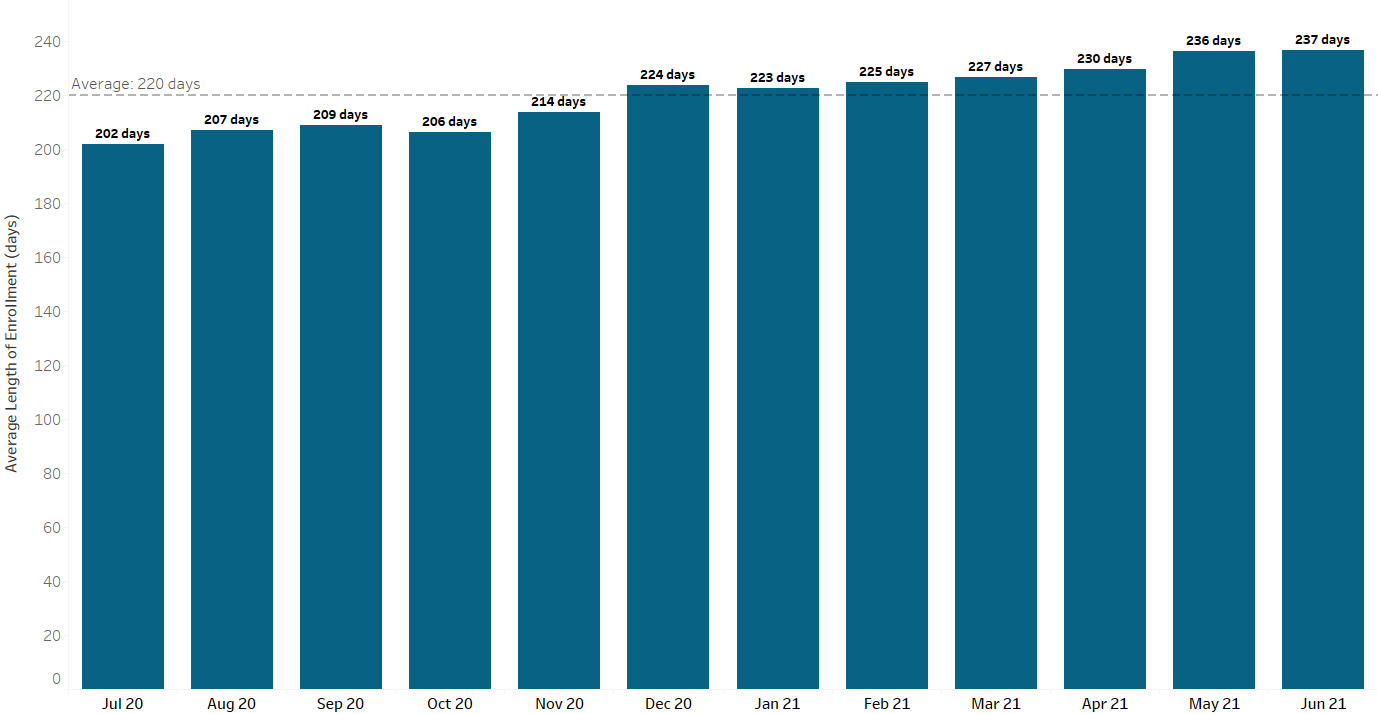 Average Length of Enrollment (days)
240
220
200
180
160
140
120
100
80
60
40
20
0
Average: 220 days
202 days
207 days
209 days
206 days
214 days
224 days
223 days
225 days
227 days
230 days
236 days
237 days
Jul 20
Aug 20
Sep 20
Oct 20
Nov 20
Dec 20
Jan 21
Feb 21
Mar 21
Apr 21
May 21
Jun 21